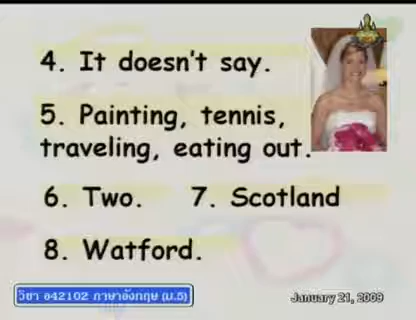 4. It doesn't say.
5. Painting, tennis,
traveling, eating out.
6. Two. 7. Scotland
8. Watford.
วิชา อ42102 ภาษาอังกฤษ (ม.5)
January 21, 2009